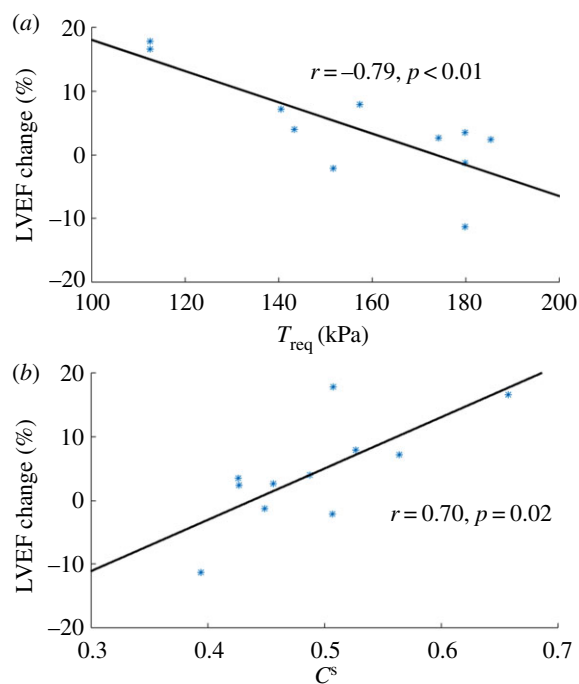 (a)
20
10
0
–10
–20
LVEF change (%)
r = –0.79, p < 0.01
100 120 140 160 180 200
T_req (kPa)
(b)
20
10
0
–10
–20
LVEF change (%)
r = 0.70, p = 0.02
0.3 0.4 0.5 0.6 0.7
C^s